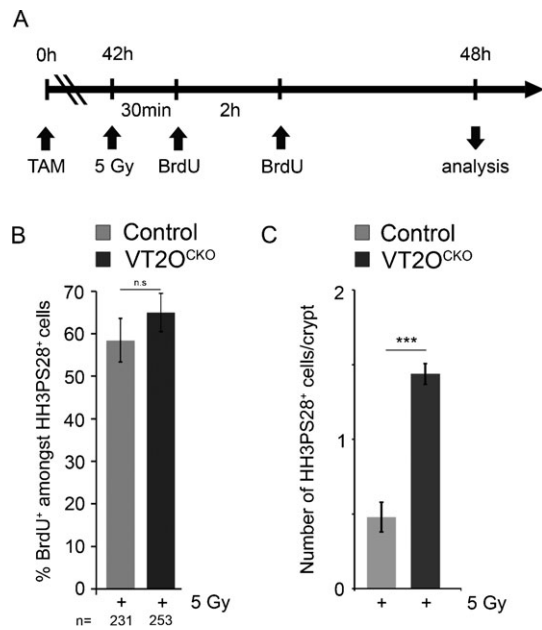 A
0h 42h 48h
30min 2h
TAM 5 Gy BrdU BrdU analysis
B
Control
VT2O^CKO
% BrdU⁺ amongst HH3PS28⁺ cells
70
60
50
40
30
20
10
0
n.s
+ + 5 Gy
n= 231 253
C
Control
VT2O^CKO
Number of HH3PS28⁺ cells/crypt
2
1
0
***
+ + 5 Gy